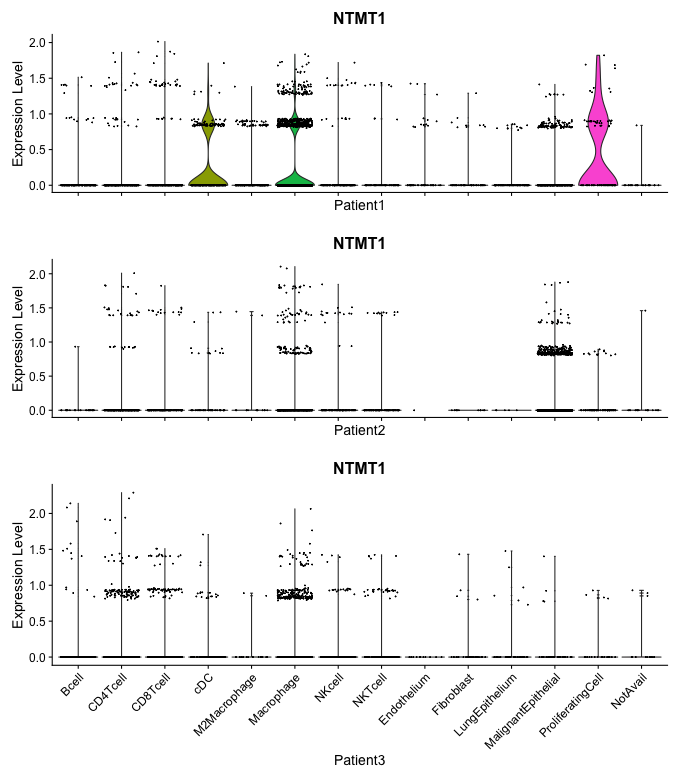 NTMT1
Expression Level
2.0
1.5
1.0
0.5
0.0
Patient1
NTMT1
Expression Level
2.0
1.5
1.0
0.5
0.0
Patient2
NTMT1
Expression Level
2.0
1.5
1.0
0.5
0.0
Bcell
CD4Tcell
CD8Tcell
cDC
M2Macrophage
Macrophage
NKcell
NKTcell
Endothelium
Fibroblast
LungEpithelium
MalignantEpithelial
ProliferatingCell
NotAvail
Patient3